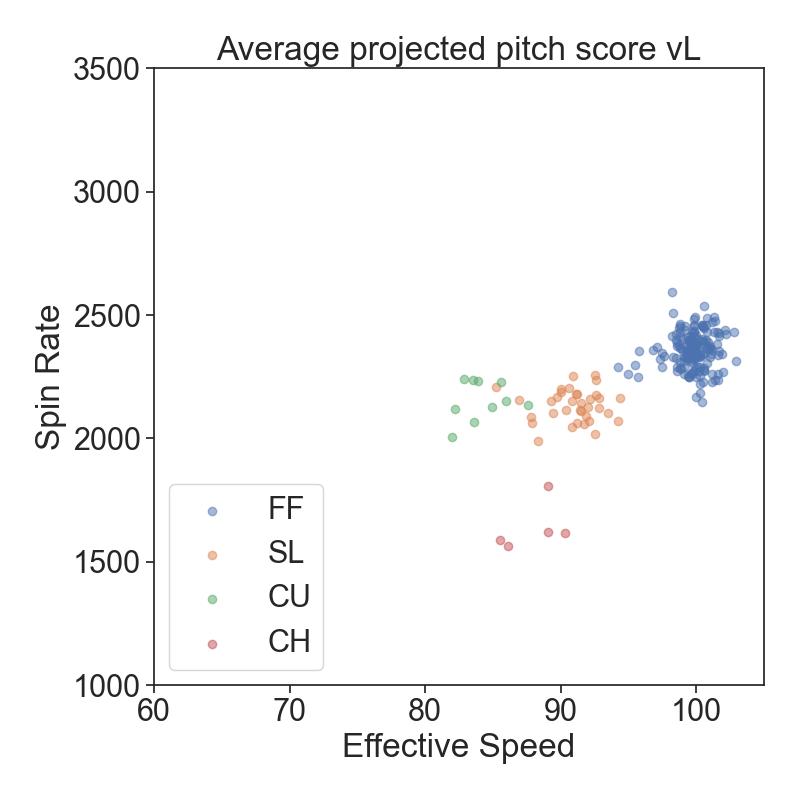 Average projected pitch score vL
3500
3000
2500
2000
1500
1000
Spin Rate
FF
SL
CU
CH
60
70
80
90
100
Effective Speed